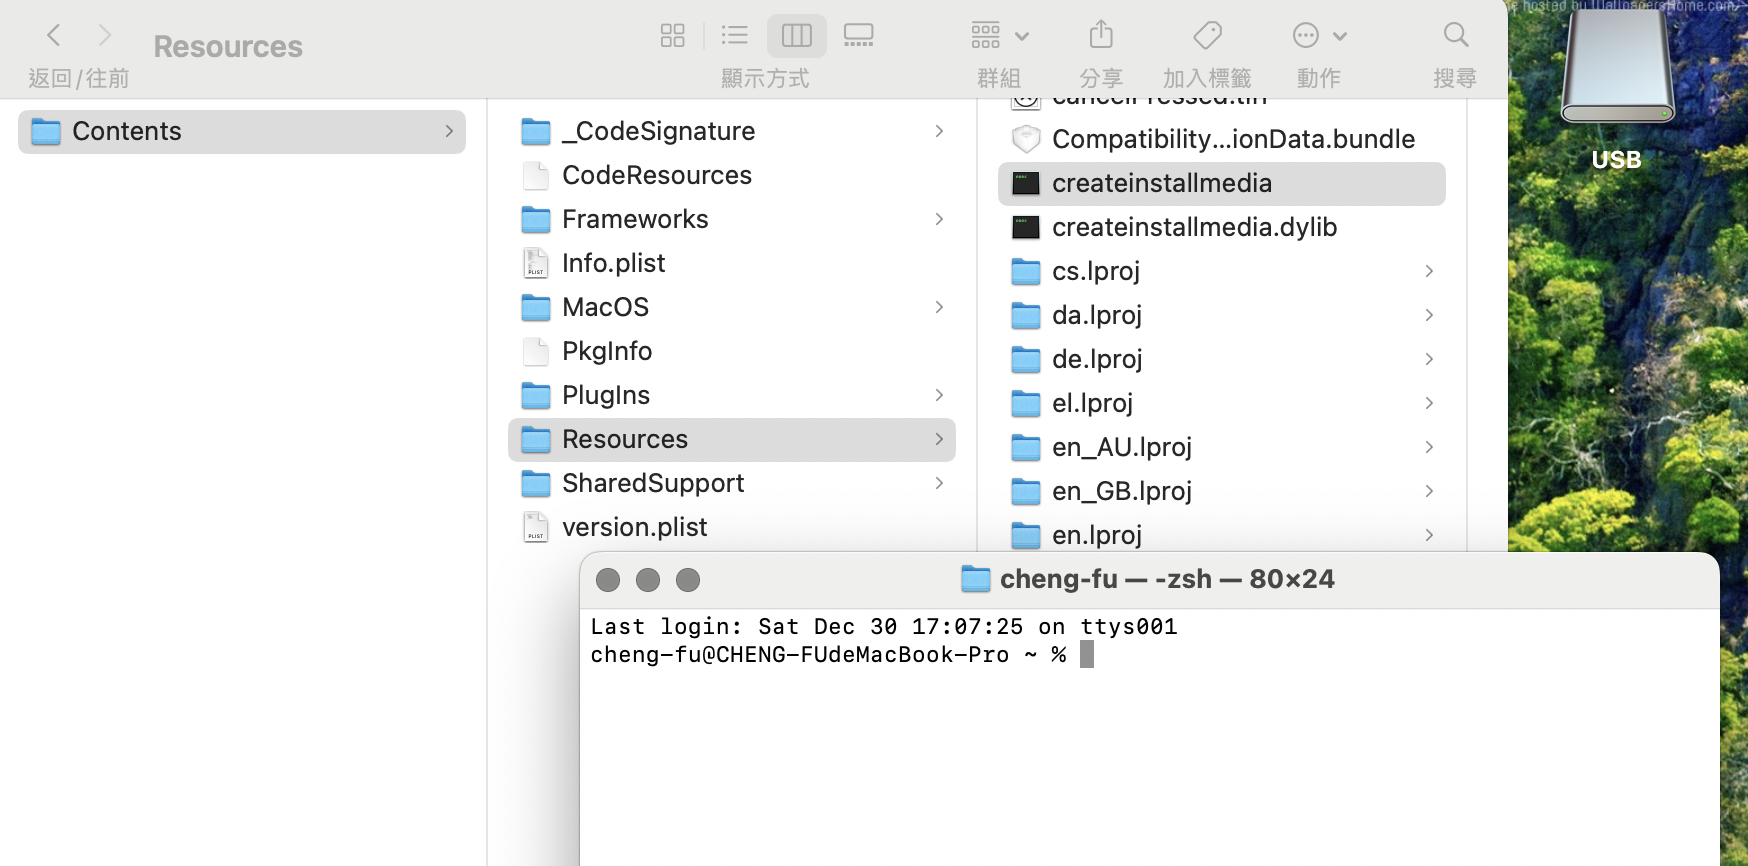 Resources
返回/往前
顯示方式
群組
分享
加入標籤
動作
搜尋
Contents
_CodeSignature
CodeResources
Frameworks
Info.plist
MacOS
PkgInfo
PlugIns
Resources
SharedSupport
version.plist
cancelPressed.tiff
Compatibility...ionData.bundle
createinstallmedia
createinstallmedia.dylib
cs.lproj
da.lproj
de.lproj
el.lproj
en_AU.lproj
en_GB.lproj
en.lproj
hosted by WallpapersHome.com
USB
cheng-fu — -zsh — 80×24
Last login: Sat Dec 30 17:07:25 on ttys001
cheng-fu@CHENG-FUdeMacBook-Pro ~ %